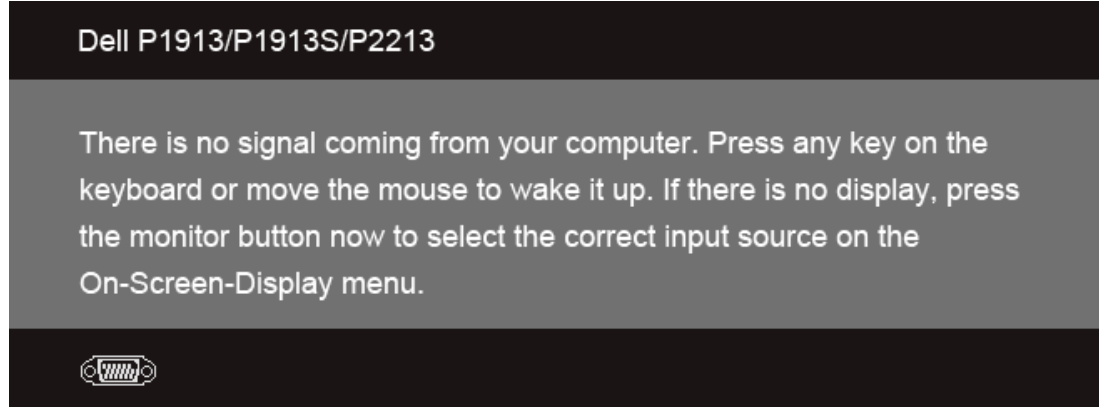 Dell P1913/P1913S/P2213
There is no signal coming from your computer. Press any key on the
keyboard or move the mouse to wake it up. If there is no display, press
the monitor button now to select the correct input source on the
On-Screen-Display menu.